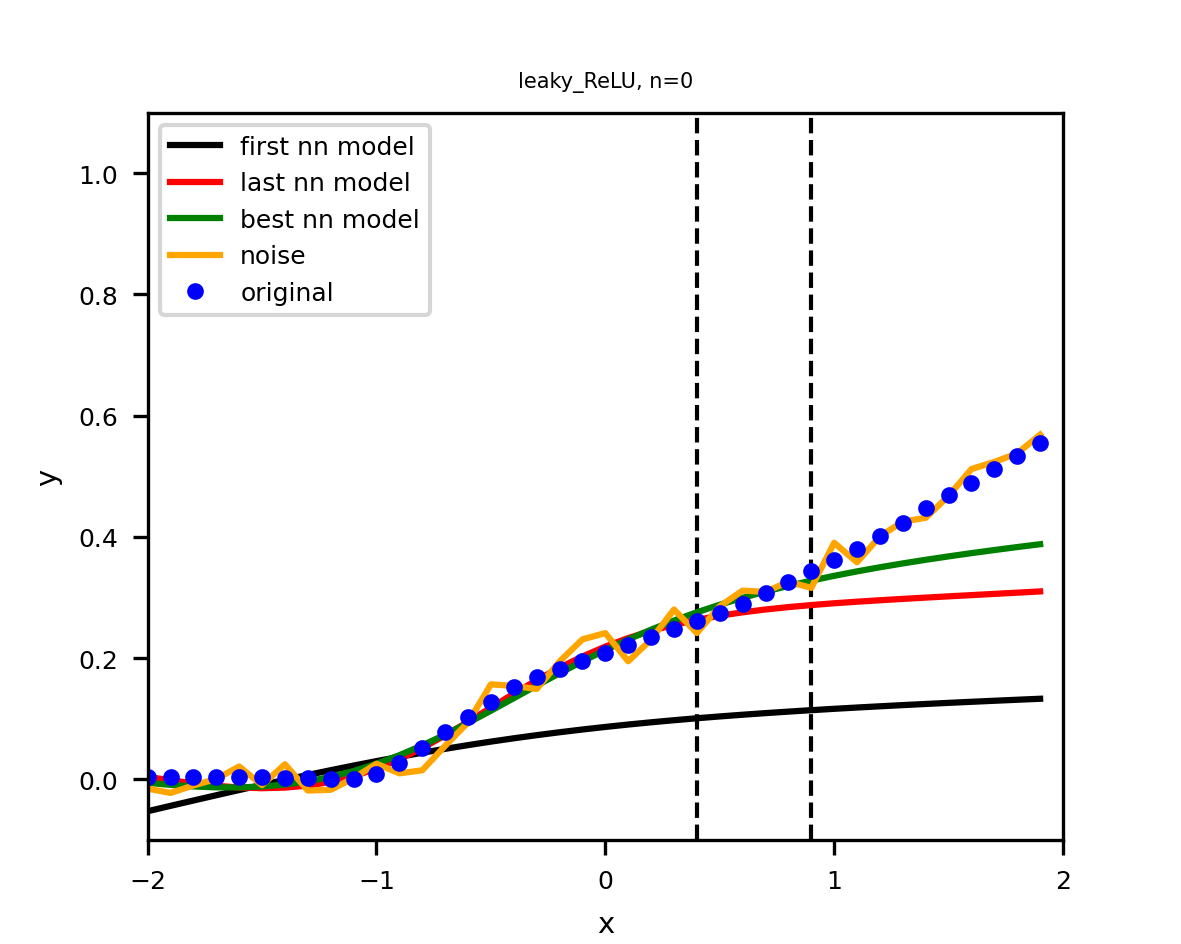 leaky_ReLU, n=0
first nn model
last nn model
best nn model
noise
original
1.0
0.8
0.6
0.4
0.2
0.0
y
−2
−1
0
1
2
x